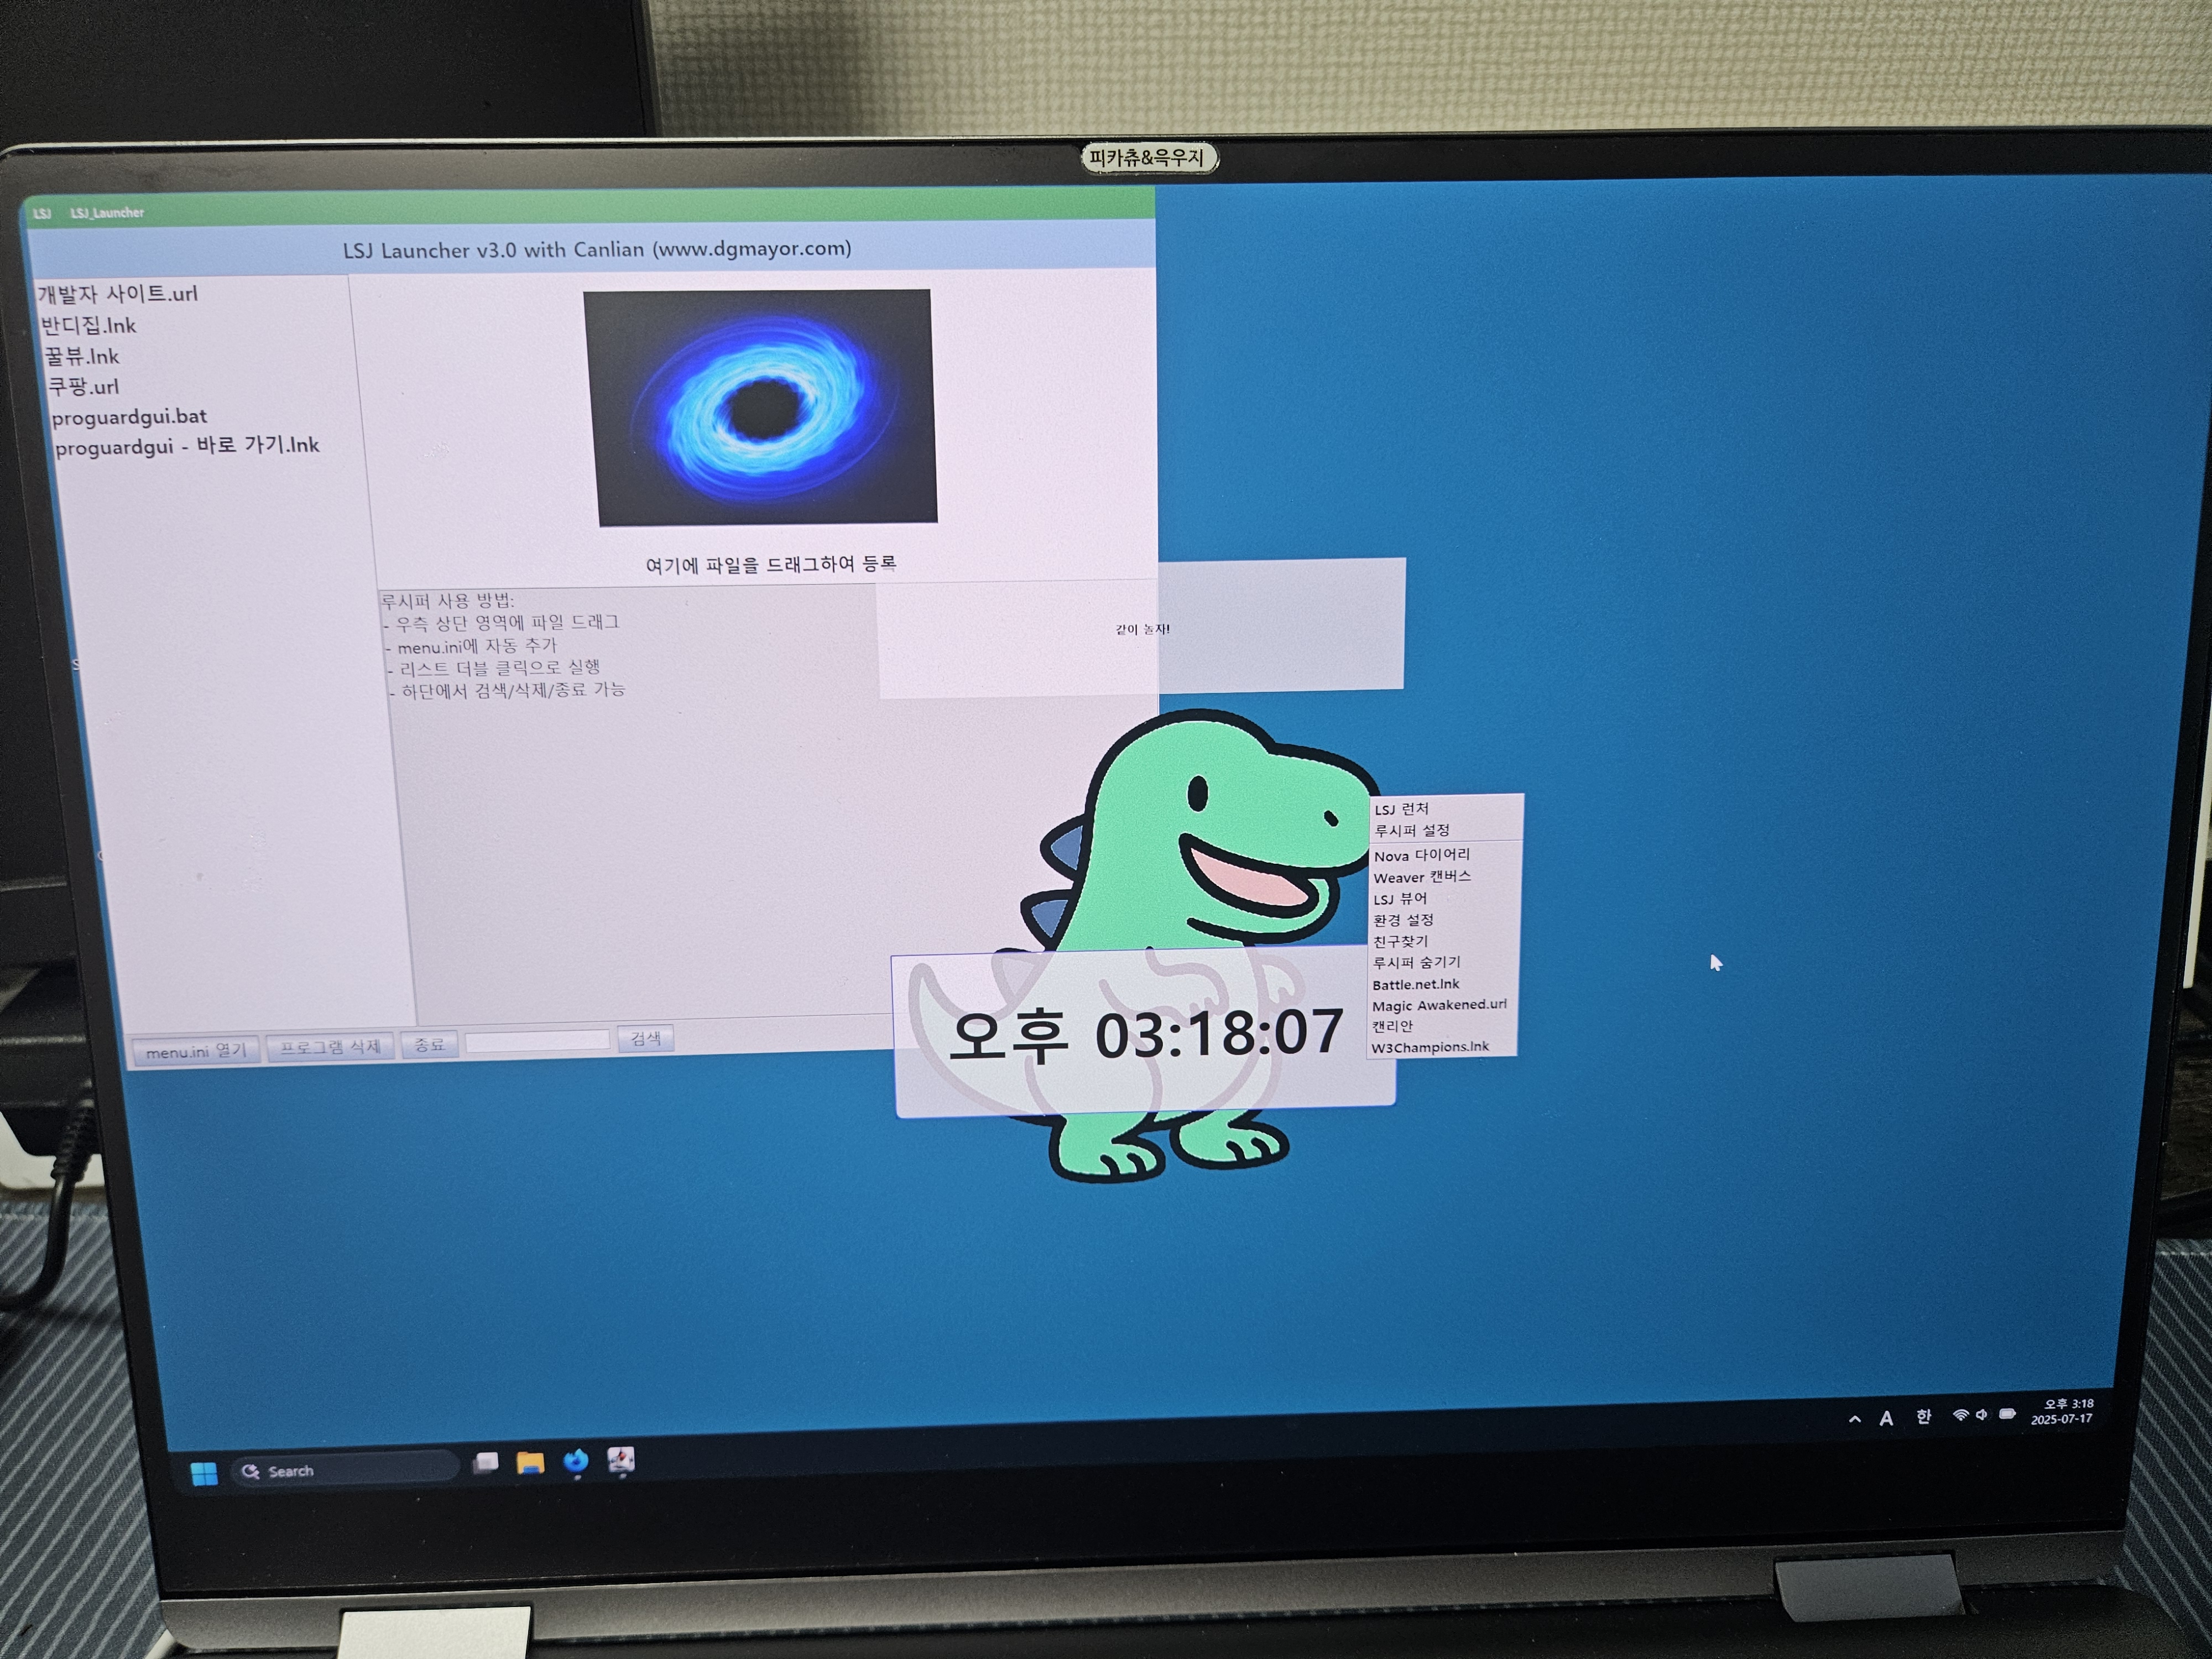 피카츄&윽우지
LSJ LSJ_Launcher
LSJ Launcher v3.0 with Canlian (www.dgmayor.com)
개발자 사이트.url
반디집.lnk
꿀뷰.lnk
쿠팡.url
proguardgui.bat
proguardgui - 바로 가기.lnk
여기에 파일을 드래그하여 등록
루시퍼 사용 방법:
- 우측 상단 영역에 파일 드래그
- menu.ini에 자동 추가
- 리스트 더블 클릭으로 실행
- 하단에서 검색/삭제/종료 가능
같이 놀자!
LSJ 런처
루시퍼 설정
Nova 다이어리
Weaver 캔버스
LSJ 뷰어
환경 설정
친구찾기
루시퍼 숨기기
Battle.net.lnk
Magic Awakened.url
캔리안
W3Champions.lnk
오후 03:18:07
menu.ini 열기 프로그램 삭제 종료 검색
Search
A 한
오후 3:18
2025-07-17